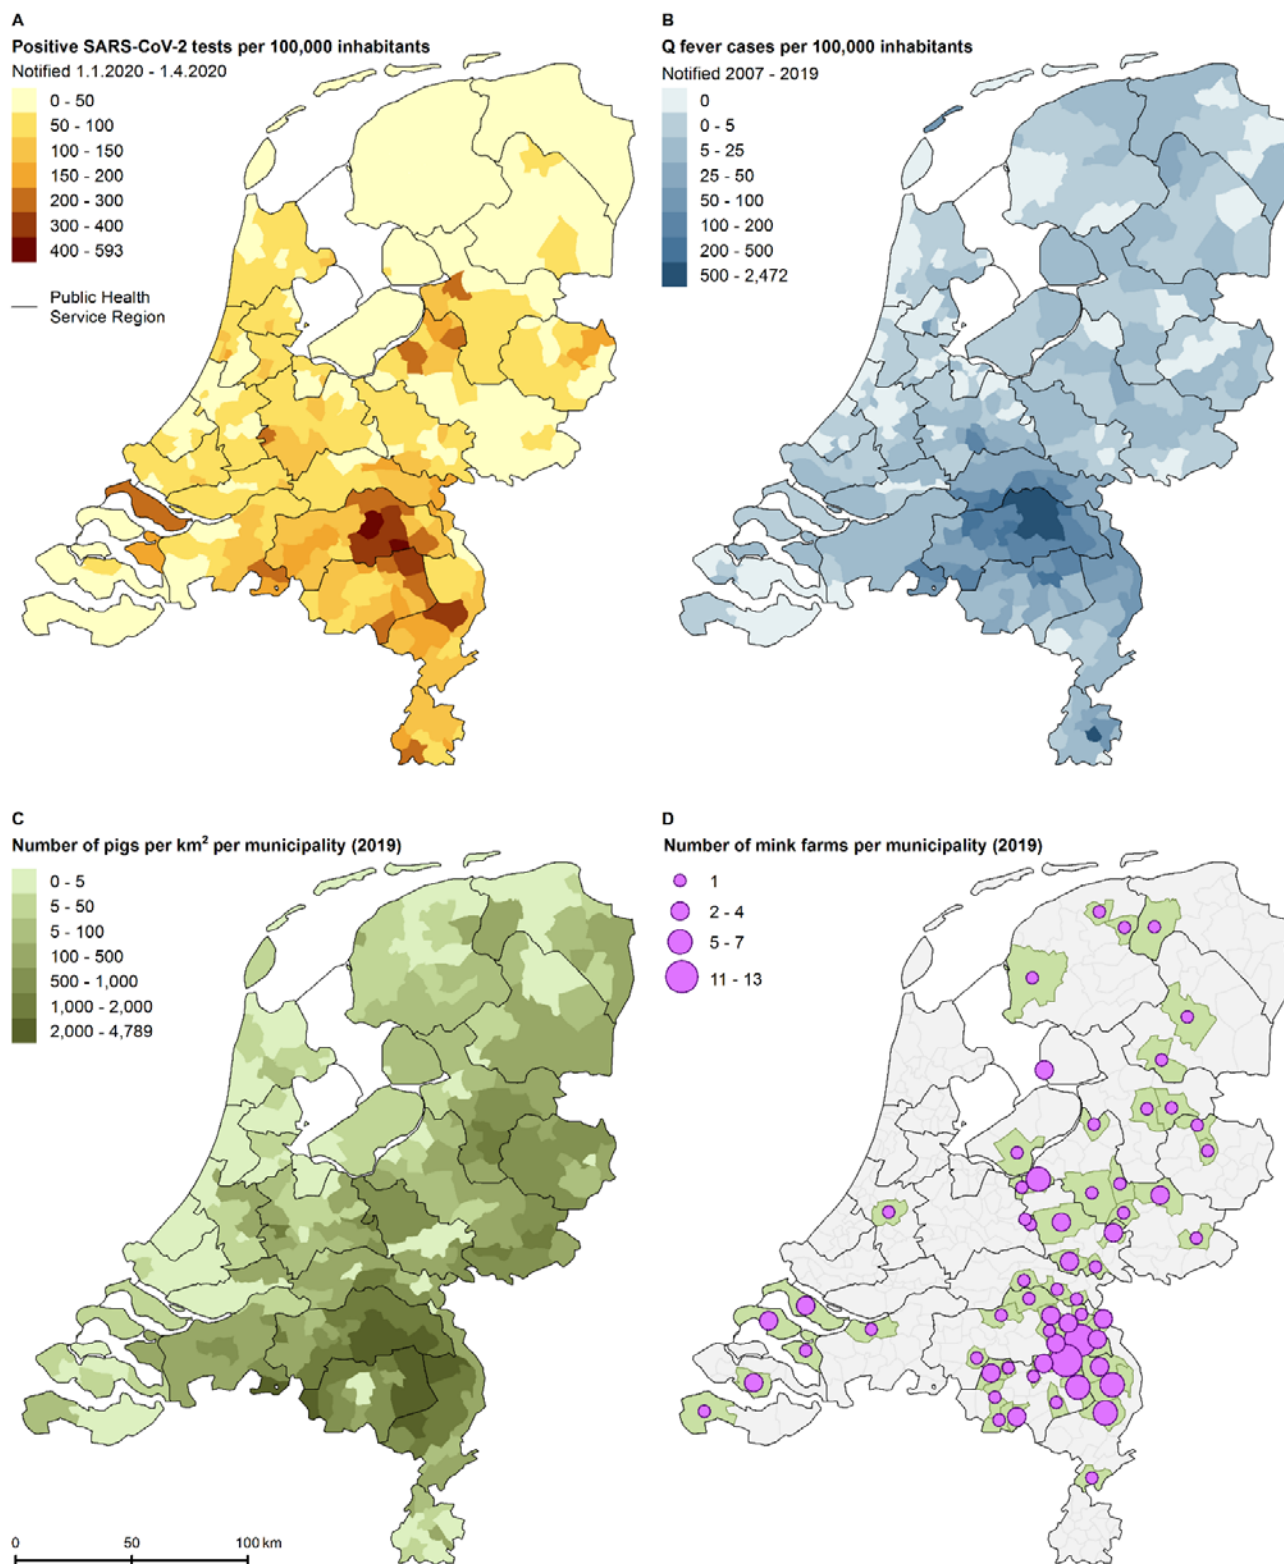 A
Positive SARS-CoV-2 tests per 100,000 inhabitants
Notified 1.1.2020 - 1.4.2020
0 - 50
50 - 100
100 - 150
150 - 200
200 - 300
300 - 400
400 - 593
Public Health
Service Region
B
Q fever cases per 100,000 inhabitants
Notified 2007 - 2019
0
0 - 5
5 - 25
25 - 50
50 - 100
100 - 200
200 - 500
500 - 2,472
C
Number of pigs per km² per municipality (2019)
0 - 5
5 - 50
5 - 100
100 - 500
500 - 1,000
1,000 - 2,000
2,000 - 4,789
0 50 100 km
D
Number of mink farms per municipality (2019)
1
2 - 4
5 - 7
11 - 13